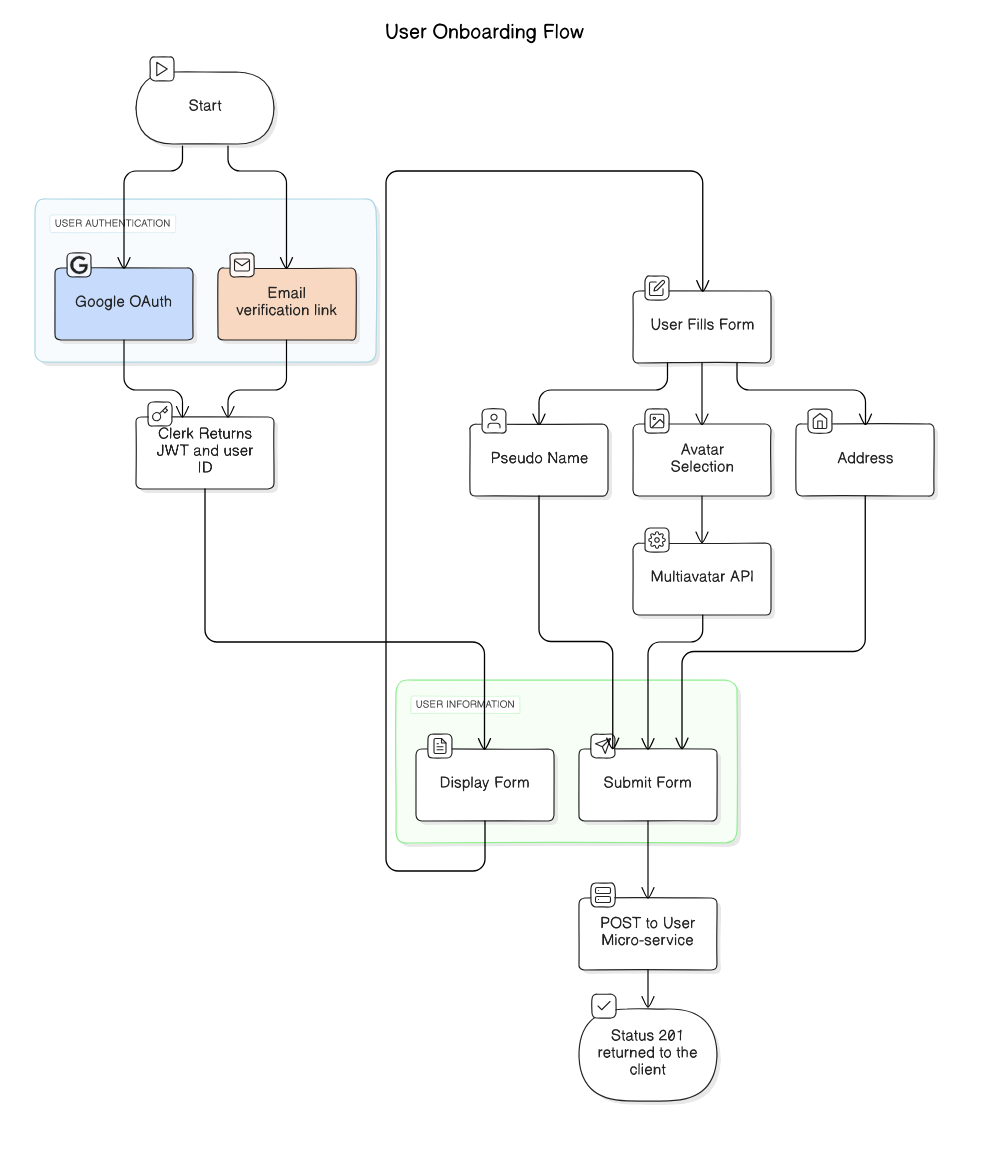 User Onboarding Flow
Start
USER AUTHENTICATION
Google OAuth
Email
verification link
Clerk Returns
JWT and user
ID
User Fills Form
Pseudo Name
Avatar
Selection
Address
Multiavatar API
USER INFORMATION
Display Form
Submit Form
POST to User
Micro-service
Status 201
returned to the
client